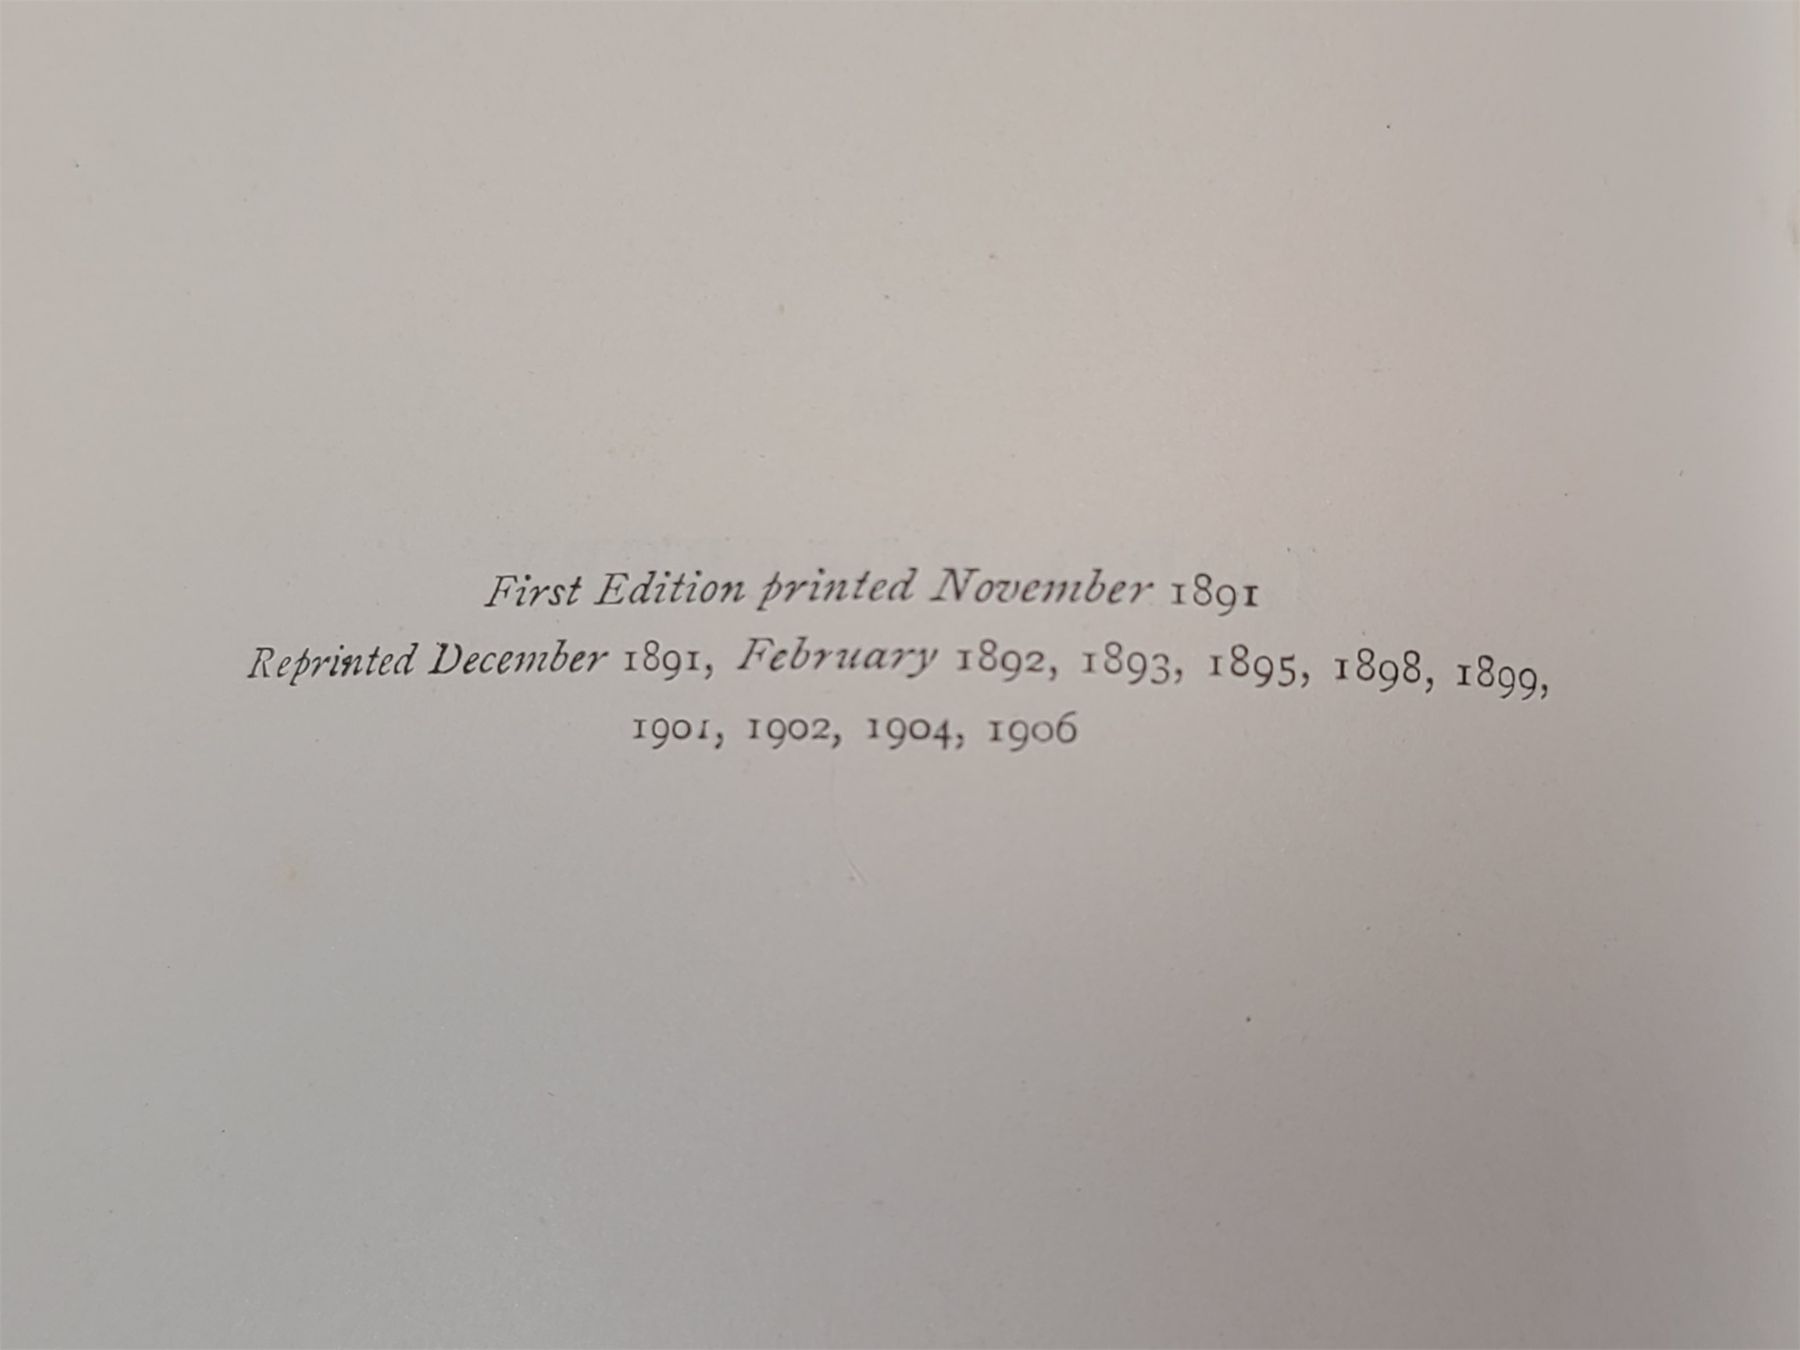 First Edition printed November 1891
Reprinted December 1891, February 1892, 1893, 1895, 1898, 1899,
1901, 1902, 1904, 1906